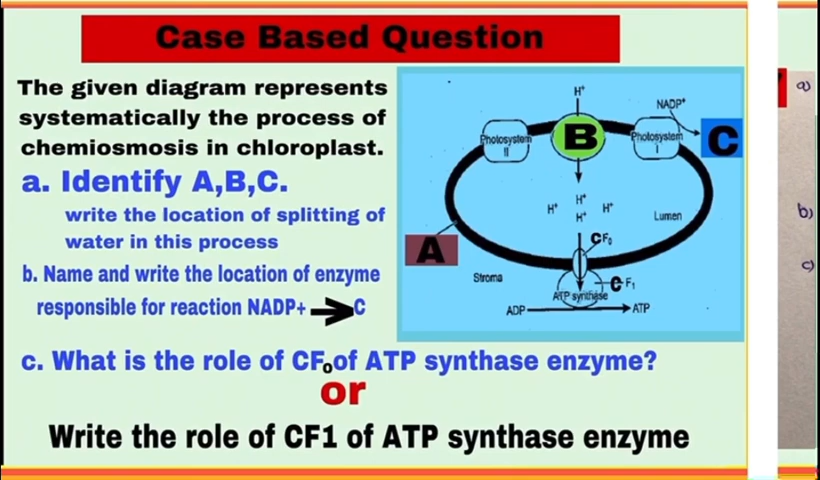 Case Based Question
The given diagram represents
systematically the process of
chemiosmosis in chloroplast.
a. Identify A,B,C.
write the location of splitting of
water in this process
b. Name and write the location of enzyme
responsible for reaction NADP+ → C
c. What is the role of CF₀of ATP synthase enzyme?
or
Write the role of CF1 of ATP synthase enzyme
H⁺
NADP⁺
Photosystem
II
B
Photosystem
I
C
H⁺
H⁺
H⁺
H⁺
Lumen
A
CF₀
Stroma
CF₁
ATP synthase
ADP
ATP
a)
b)
c)